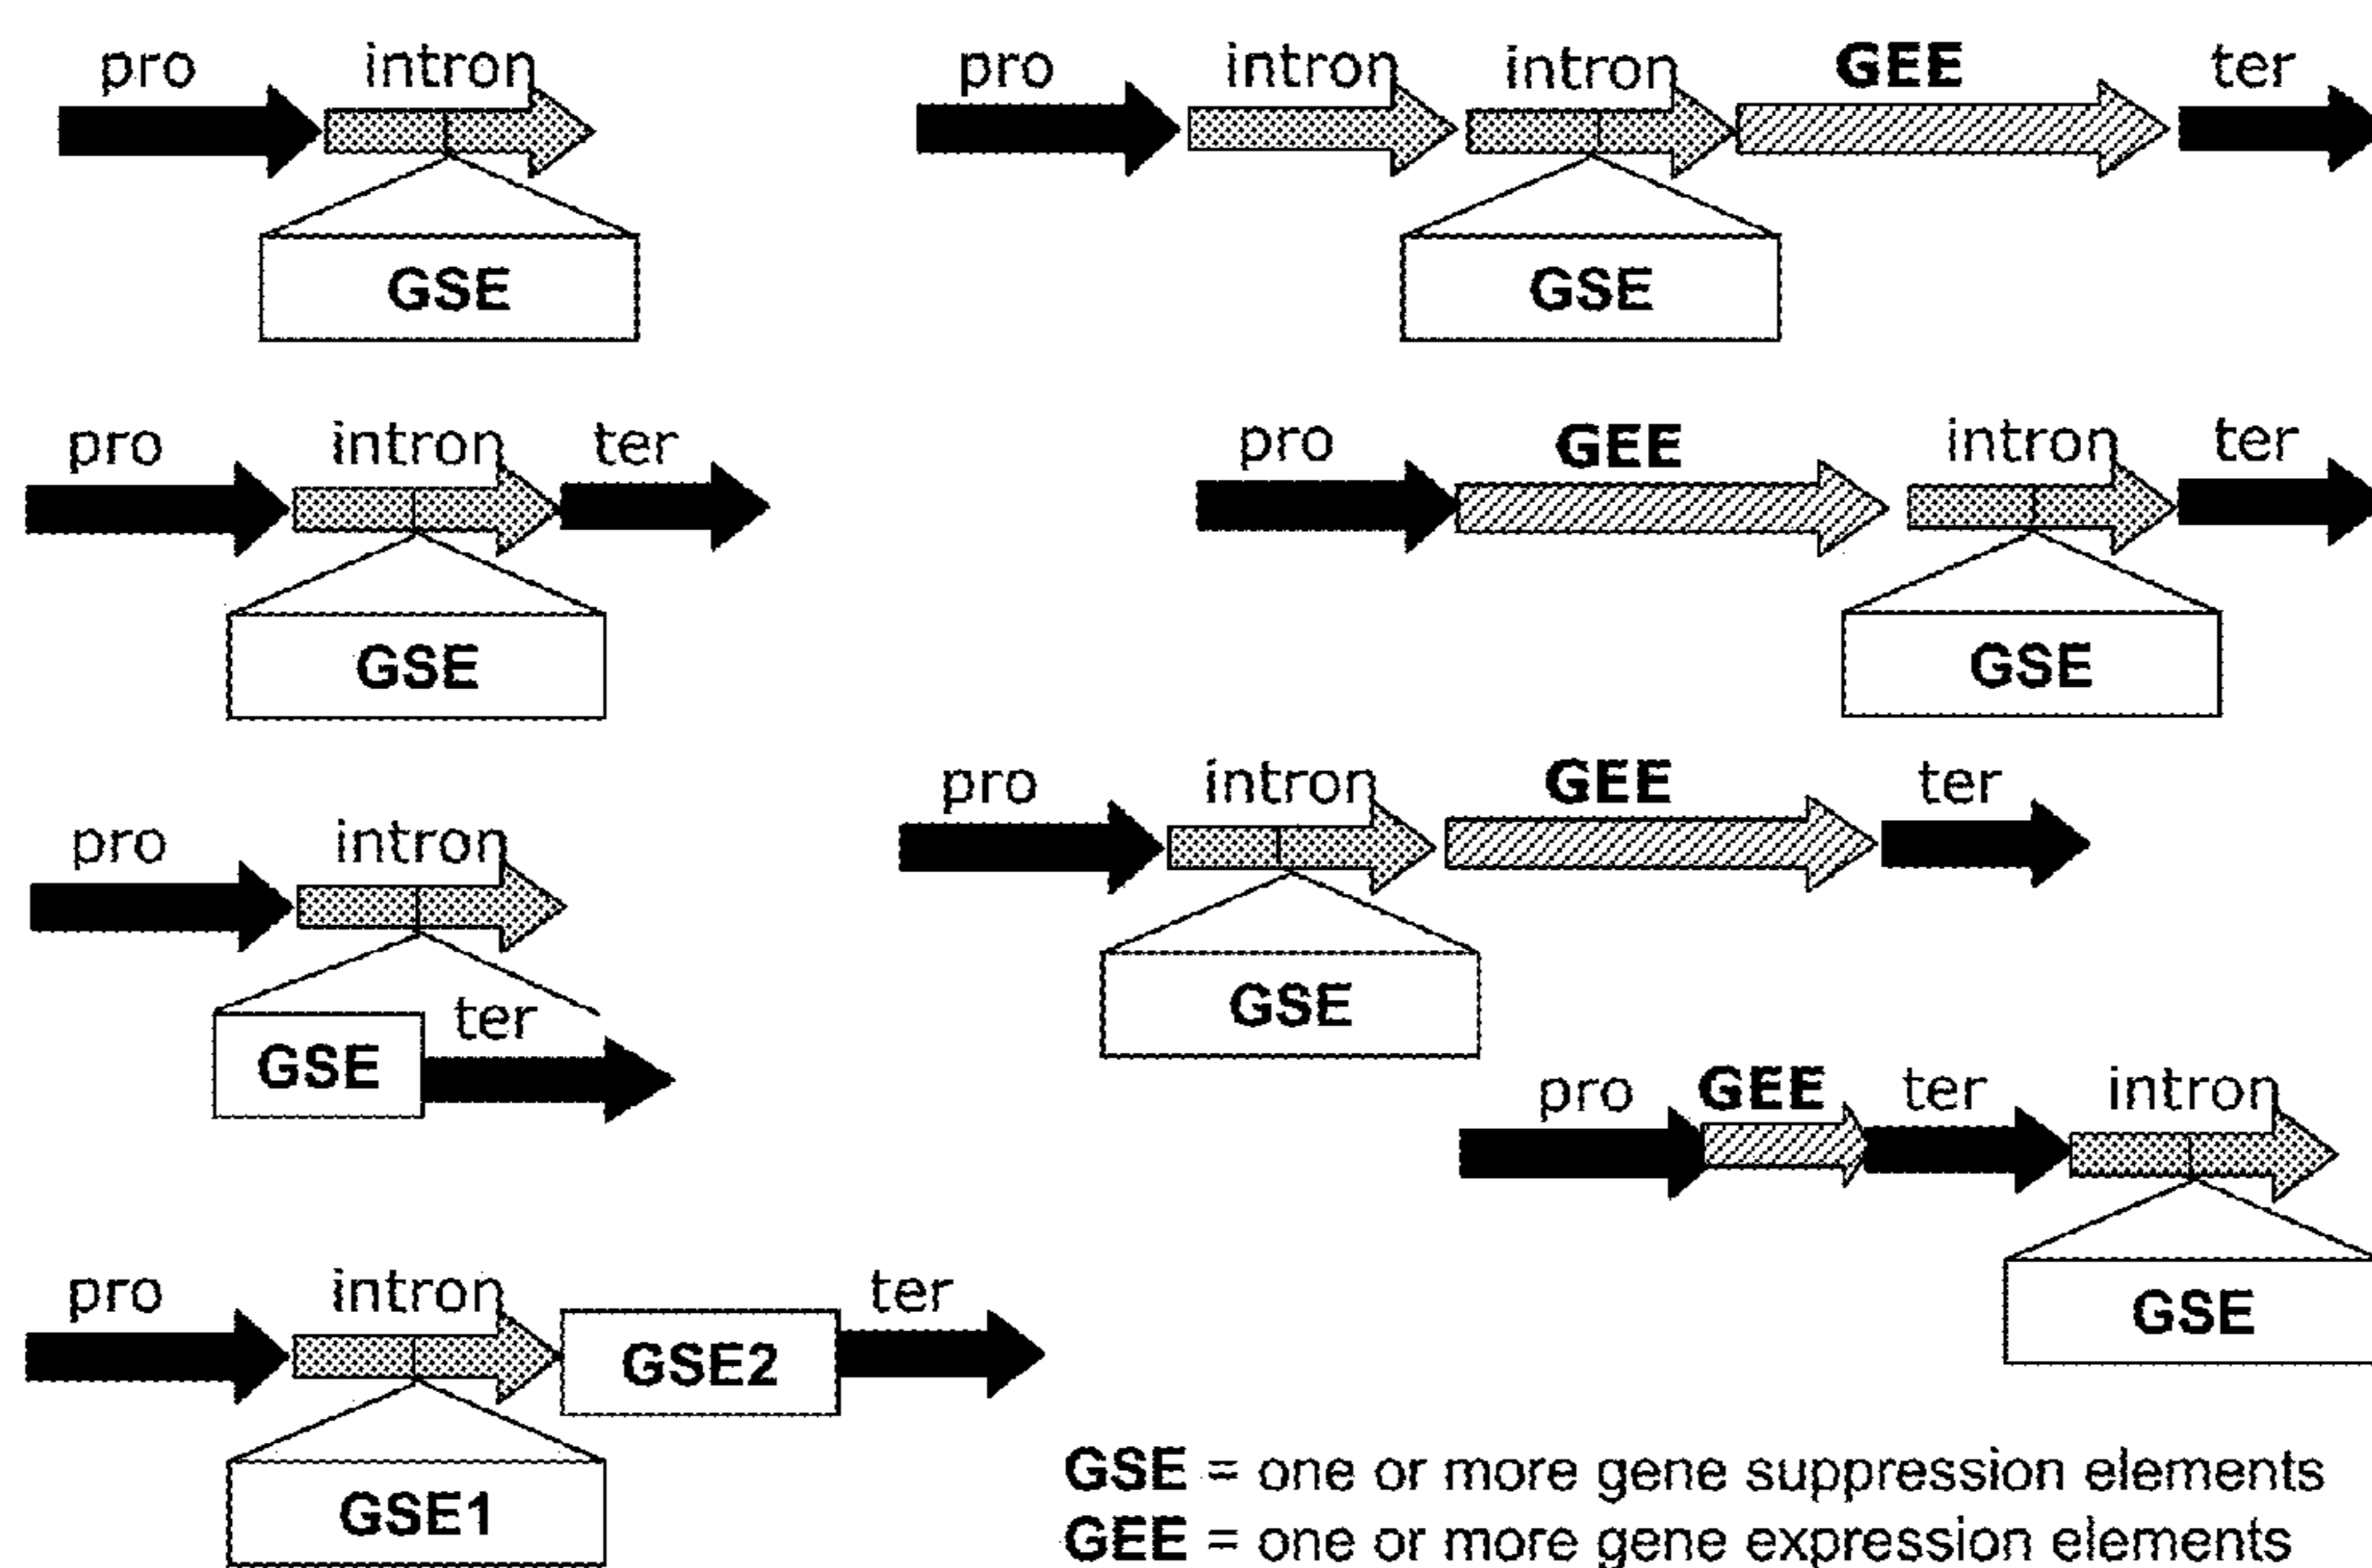 pro intron
GSE
pro intron intron GEE ter
GSE
pro intron ter
GSE
pro GEE intron ter
GSE
pro intron
GSE ter
pro intron GEE ter
GSE
pro GEE ter intron
GSE
pro intron GSE2 ter
GSE1
GSE = one or more gene suppression elements
GEE = one or more gene expression elements